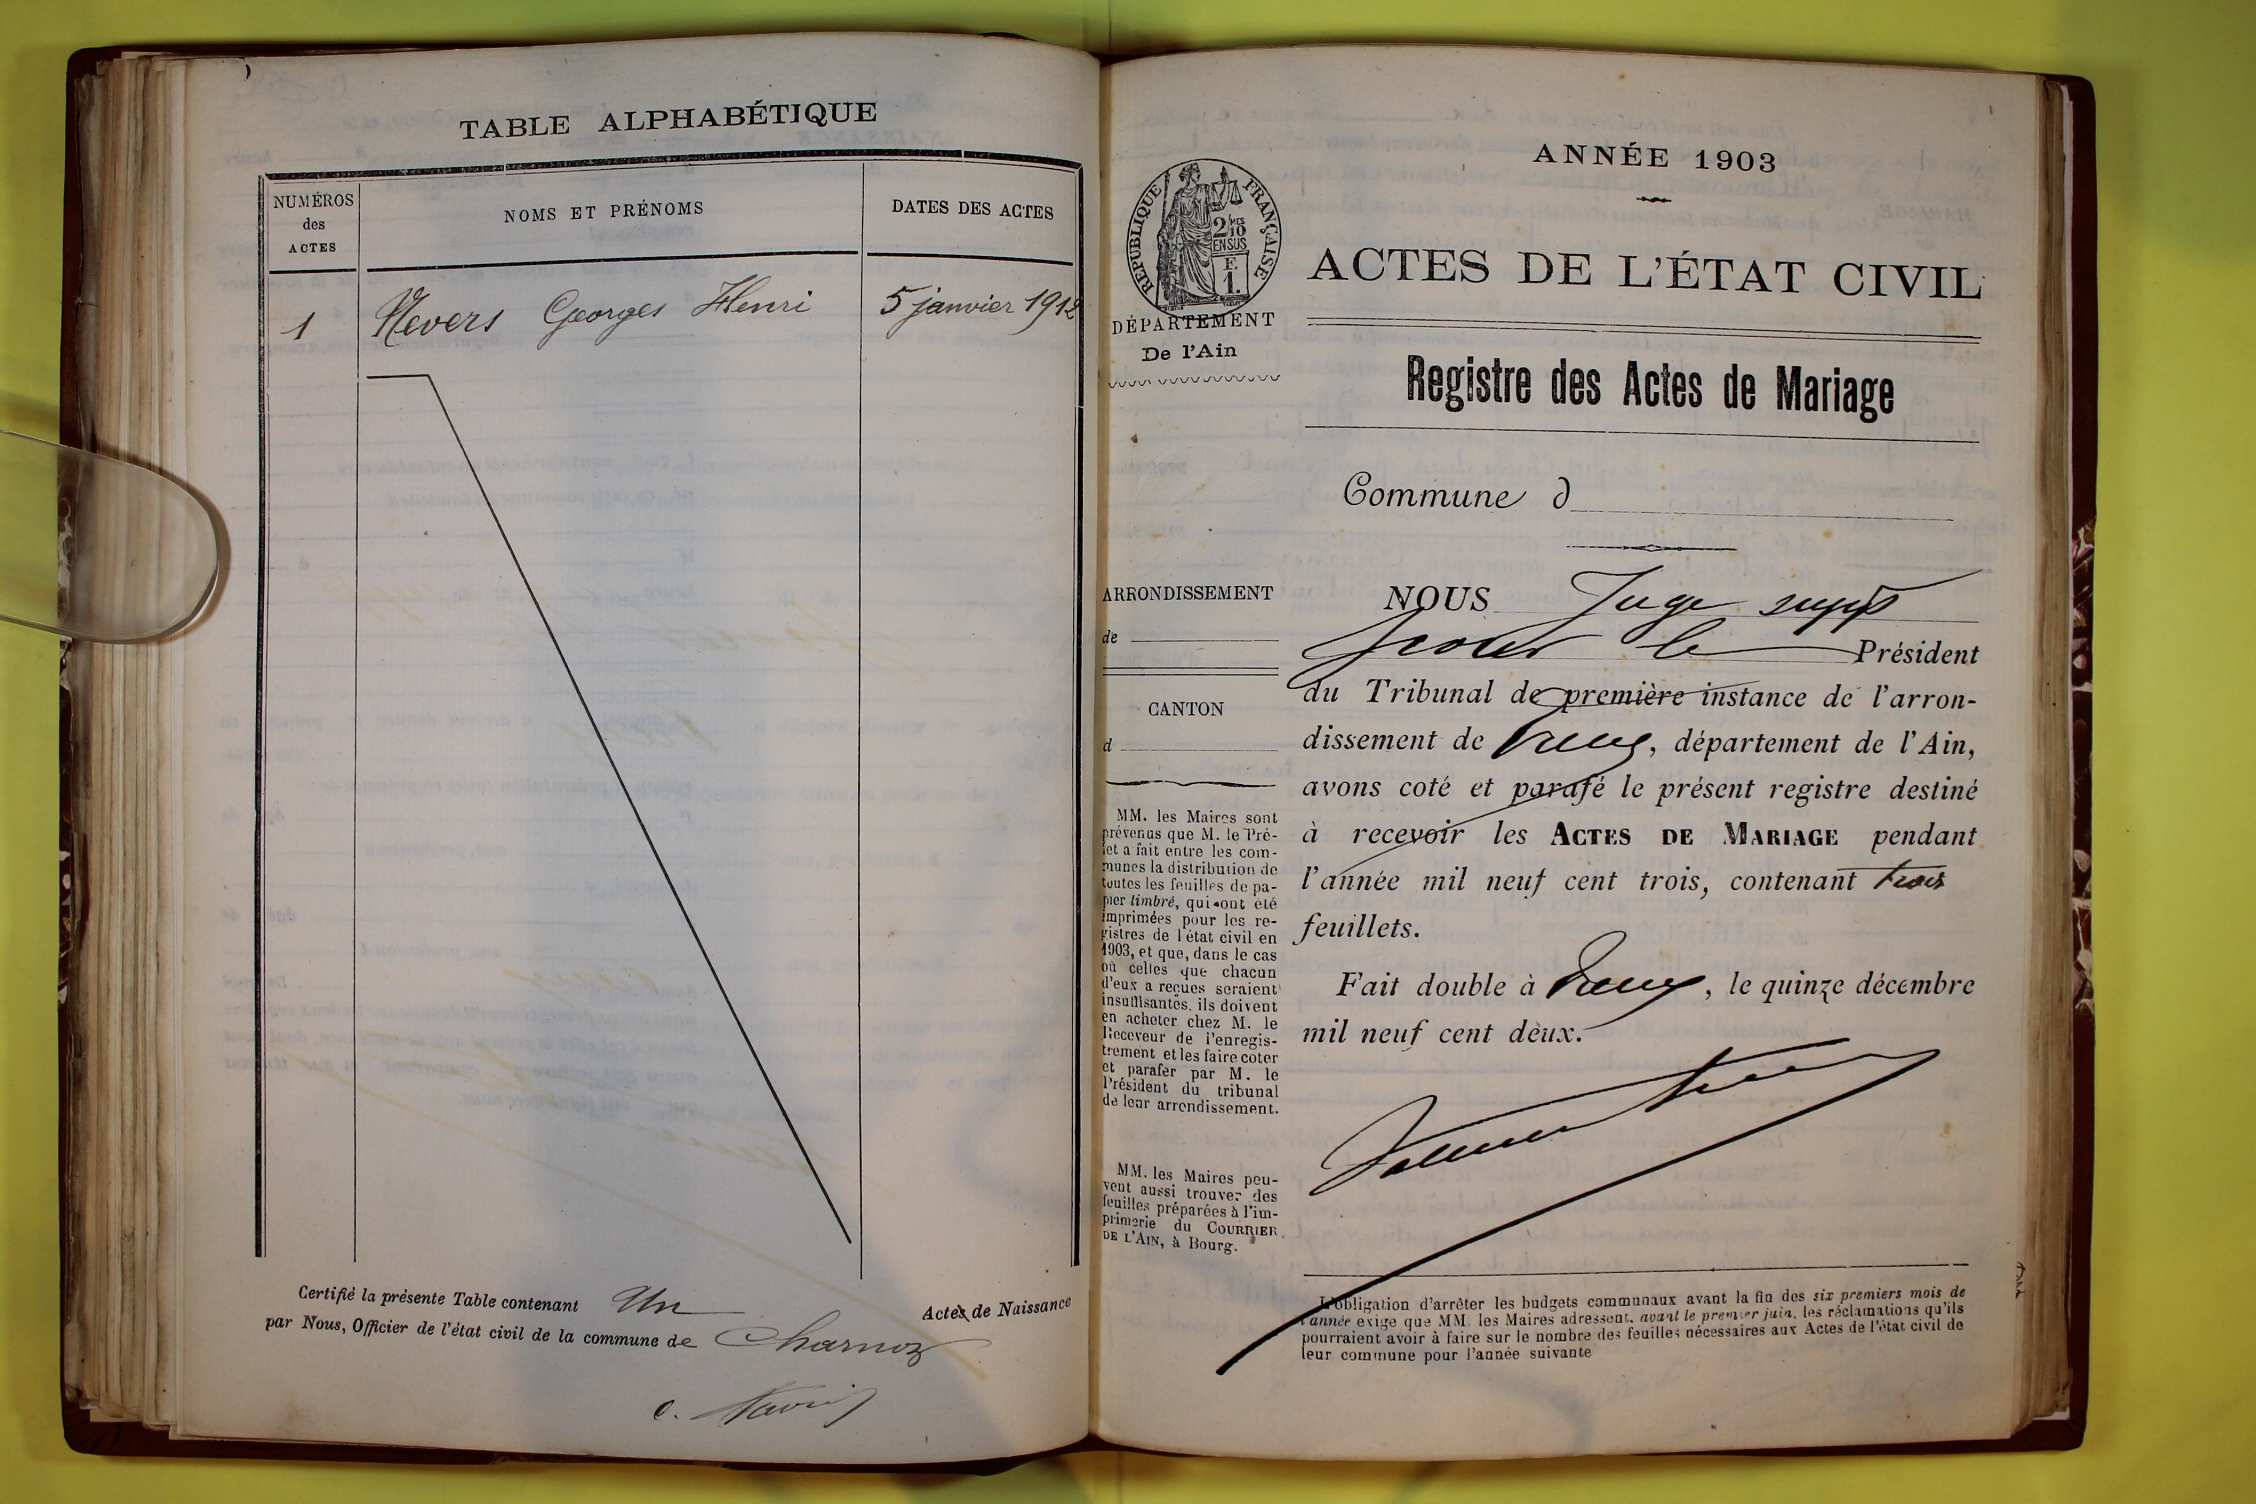 TABLE ALPHABÉTIQUE
NUMÉROS
des
ACTES
NOMS ET PRÉNOMS
DATES DES ACTES
1 Nevers Georges Henri 5 janvier 1912
Certifié la présente Table contenant Un Actes de Naissance
par Nous, Officier de l'état civil de la commune de Charnoz
RÉPUBLIQUE FRANÇAISE
2 MES
10
EN SUS
F.
1.
DÉPARTEMENT
De l'Ain
ARRONDISSEMENT
de
CANTON
d
MM. les Maires sont
prévenus que M. le Pré-
fet a fait entre les com-
munes la distribution de
toutes les feuilles de pa-
pier timbré, qui ont été
imprimées pour les re-
gistres de l'état civil en
1903, et que, dans le cas
où celles que chacun
d'eux a reçues seraient
insuffisantes, ils doivent
en acheter chez M. le
Receveur de l'enregis-
trement et les faire coter
et parafer par M. le
Président du tribunal
de leur arrondissement.
MM. les Maires peu-
vent aussi trouver des
feuilles préparées à l'im-
primerie du COURRIER
DE L'AIN, à Bourg.
ANNÉE 1903
ACTES DE L'ÉTAT CIVIL
Registre des Actes de Mariage
Commune d
NOUS Juge supp
pour le Président
du Tribunal de première instance de l'arron-
dissement de , département de l'Ain,
avons coté et parafé le présent registre destiné
à recevoir les ACTES DE MARIAGE pendant
l'année mil neuf cent trois, contenant trois
feuillets.
Fait double à , le quinze décembre
mil neuf cent deux.
L'obligation d'arrêter les budgets communaux avant la fin des six premiers mois de
l'année exige que MM. les Maires adressent, avant le premier juin, les réclamations qu'ils
pourraient avoir à faire sur le nombre des feuilles nécessaires aux Actes de l'état civil de
leur commune pour l'année suivante